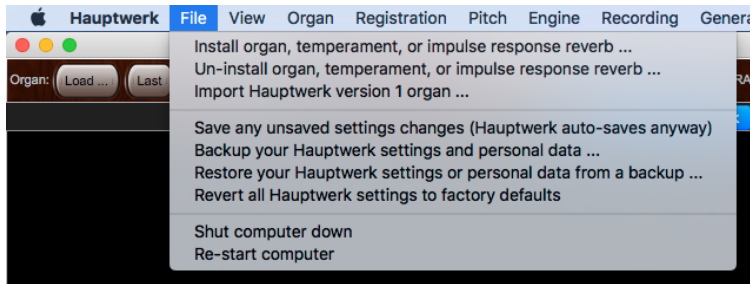 Hauptwerk File View Organ Registration Pitch Engine Recording
Install organ, temperament, or impulse response reverb ...
Organ: Load ... Last
Un-install organ, temperament, or impulse response reverb ...
Import Hauptwerk version 1 organ ...
Save any unsaved settings changes (Hauptwerk auto-saves anyway)
Backup your Hauptwerk settings and personal data ...
Restore your Hauptwerk settings or personal data from a backup ...
Revert all Hauptwerk settings to factory defaults
Shut computer down
Re-start computer